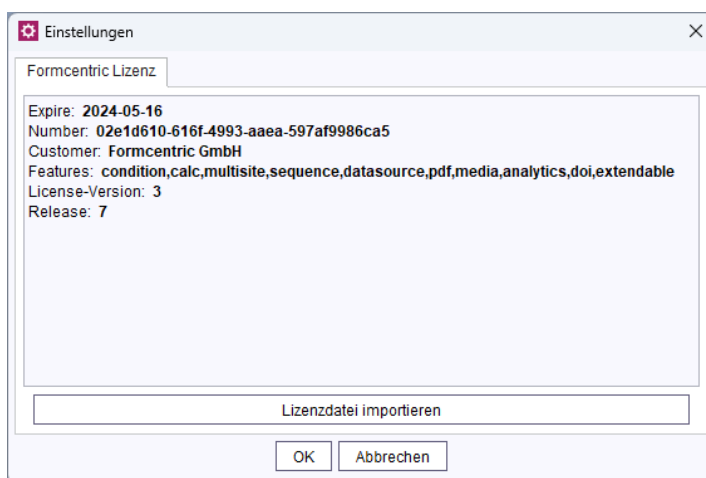 Einstellungen
Formcentric Lizenz
Expire: 2024-05-16
Number: 02e1d610-616f-4993-aaea-597af9986ca5
Customer: Formcentric GmbH
Features: condition,calc,multisite,sequence,datasource,pdf,media,analytics,doi,extendable
License-Version: 3
Release: 7
Lizenzdatei importieren
OK Abbrechen